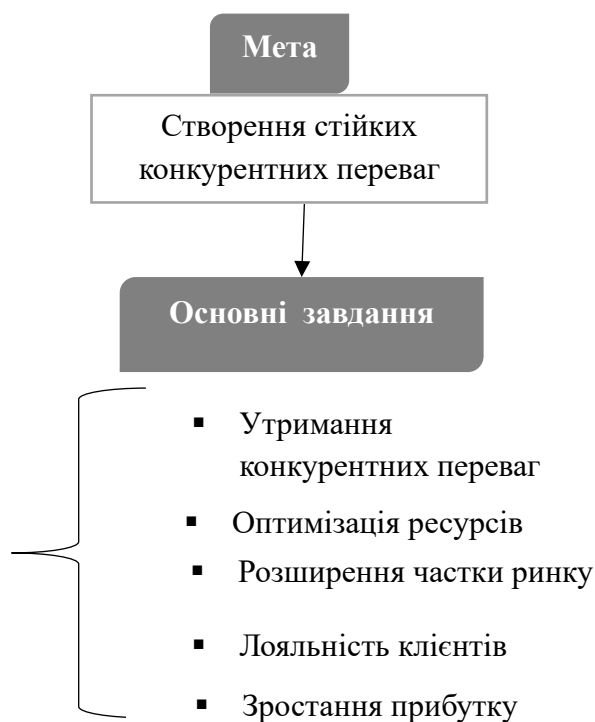 Мета
Створення стійких
конкурентних переваг
Основні завдання
▪ Утримання
конкурентних переваг
▪ Оптимізація ресурсів
▪ Розширення частки ринку
▪ Лояльність клієнтів
▪ Зростання прибутку